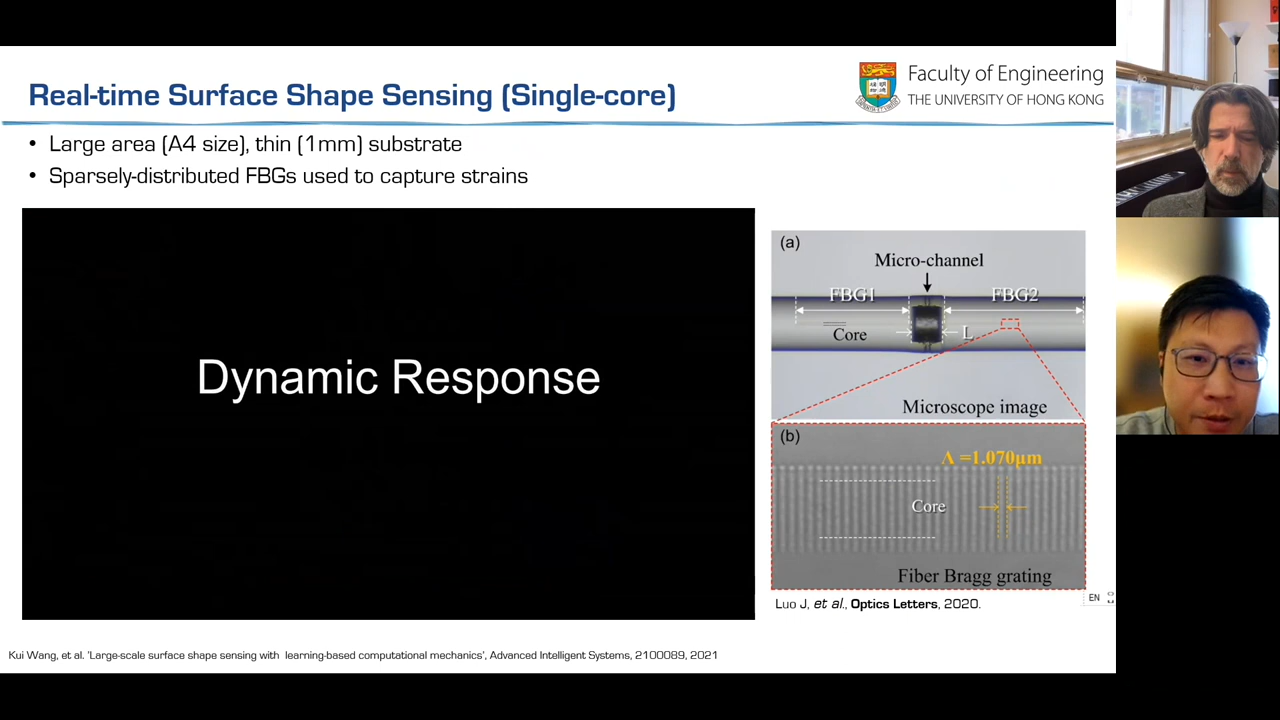 Real-time Surface Shape Sensing (Single-core)
Faculty of Engineering
THE UNIVERSITY OF HONG KONG
• Large area (A4 size), thin (1mm) substrate
• Sparsely-distributed FBGs used to capture strains
Dynamic Response
(a)
Micro-channel
FBG1
FBG2
Core
L
Microscope image
(b)
Λ =1.070μm
Core
Fiber Bragg grating
Luo J, et al., Optics Letters, 2020.
EN
Kui Wang, et al. 'Large-scale surface shape sensing with learning-based computational mechanics', Advanced Intelligent Systems, 2100089, 2021